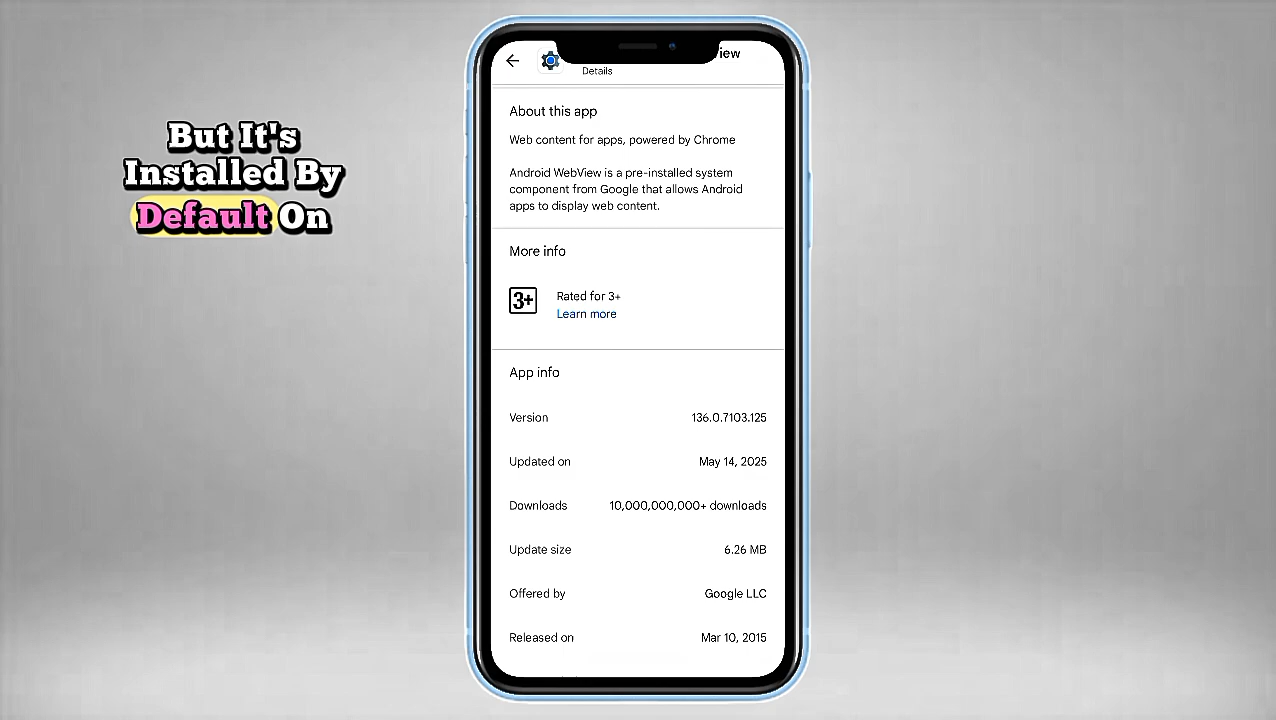 But It's
Installed By
Default On
iew
Details
About this app
Web content for apps, powered by Chrome
Android WebView is a pre-installed system
component from Google that allows Android
apps to display web content.
More info
3+
Rated for 3+
Learn more
App info
Version 136.0.7103.125
Updated on May 14, 2025
Downloads 10,000,000,000+ downloads
Update size 6.26 MB
Offered by Google LLC
Released on Mar 10, 2015